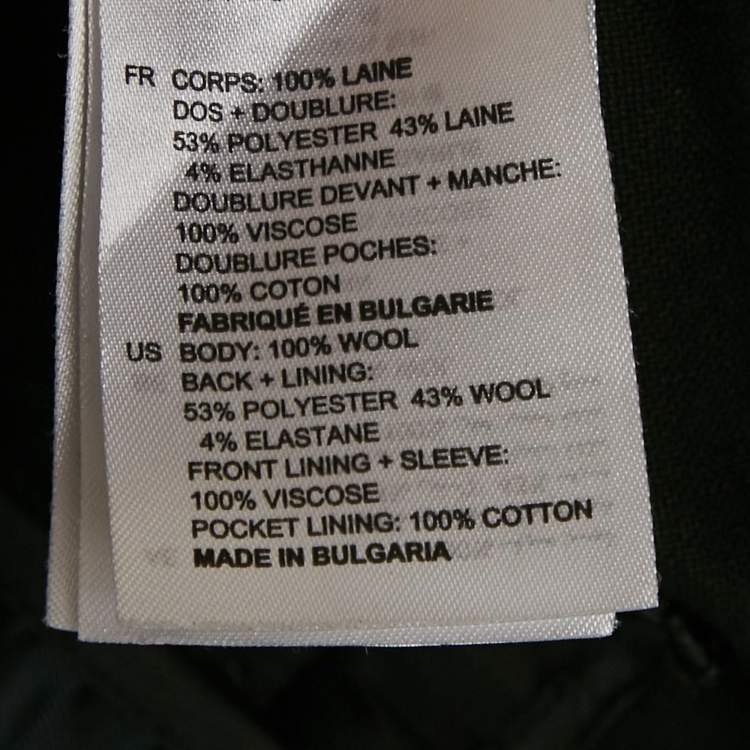 FR CORPS: 100% LAINE
DOS + DOUBLURE:
53% POLYESTER 43% LAINE
4% ELASTHANNE
DOUBLURE DEVANT + MANCHE:
100% VISCOSE
DOUBLURE POCHES:
100% COTON
FABRIQUÉ EN BULGARIE
US BODY: 100% WOOL
BACK + LINING:
53% POLYESTER 43% WOOL
4% ELASTANE
FRONT LINING + SLEEVE:
100% VISCOSE
POCKET LINING: 100% COTTON
MADE IN BULGARIA